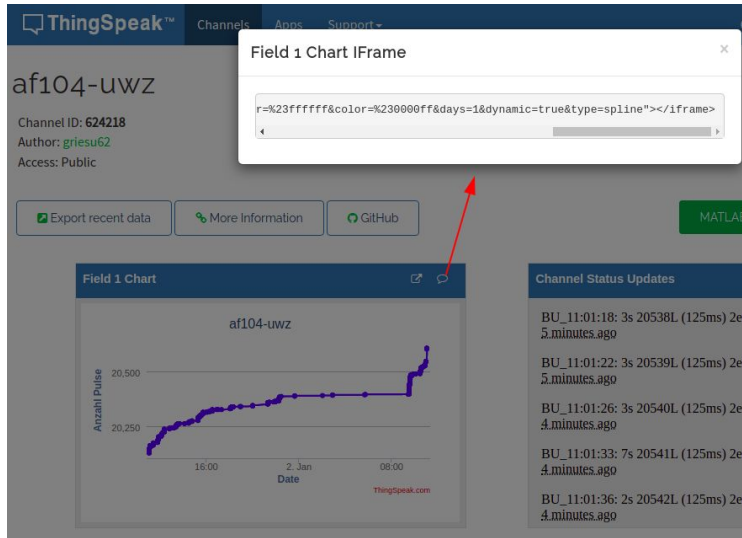 ThingSpeak™
Channels Apps Support
Field 1 Chart IFrame
×
r=%23ffffff&color=%230000ff&days=1&dynamic=true&type=spline"></iframe>
af104-uwz
Channel ID: 624218
Author: griesu62
Access: Public
Export recent data
More Information
GitHub
MATLAB
Field 1 Chart
af104-uwz
Anzahl Pulse
20,500
20,250
16:00 2. Jan 08:00
Date
ThingSpeak.com
Channel Status Updates
BU_11:01:18: 3s 20538L (125ms) 2e
5 minutes ago
BU_11:01:22: 3s 20539L (125ms) 2e
5 minutes ago
BU_11:01:26: 3s 20540L (125ms) 2e
4 minutes ago
BU_11:01:33: 7s 20541L (125ms) 2e
4 minutes ago
BU_11:01:36: 2s 20542L (125ms) 2e
4 minutes ago